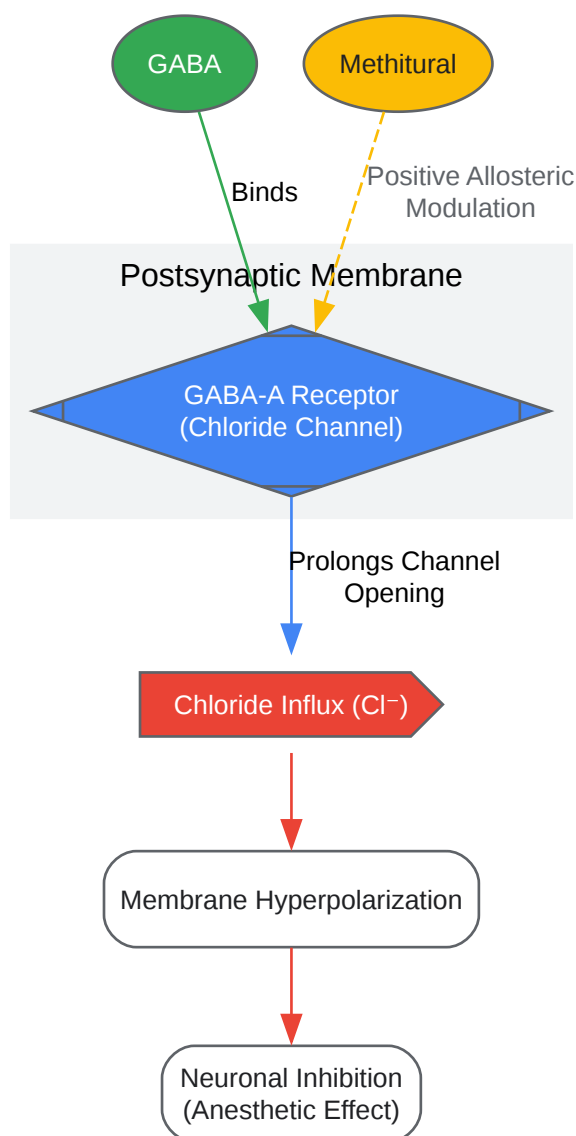 GABA
Methitural
Binds
Positive Allosteric
Modulation
Postsynaptic Membrane
GABA-A Receptor
(Chloride Channel)
Prolongs Channel
Opening
Chloride Influx (Cl⁻)
Membrane Hyperpolarization
Neuronal Inhibition
(Anesthetic Effect)